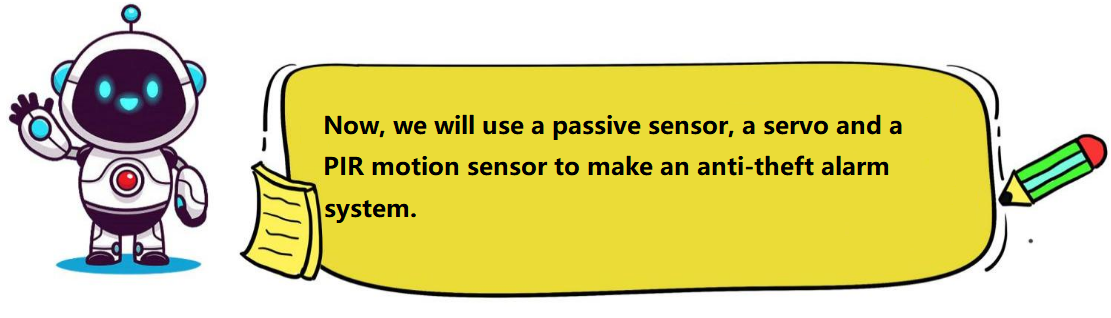 Now, we will use a passive sensor, a servo and a
PIR motion sensor to make an anti-theft alarm
system.